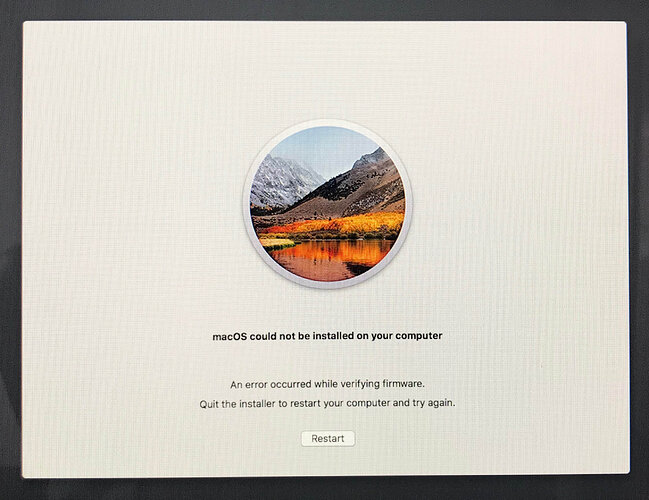 macOS could not be installed on your computer
An error occurred while verifying firmware.
Quit the installer to restart your computer and try again.
Restart